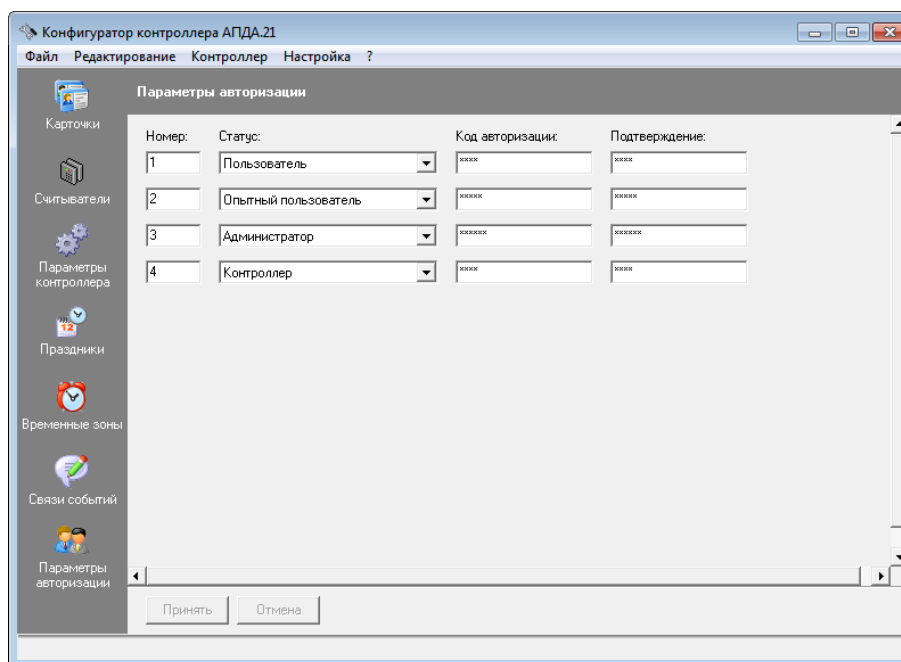 Конфигуратор контроллера АПДА.21
Файл Редактирование Контроллер Настройка ?
Карточки
Считыватели
Параметры
контроллера
12
Праздники
Временные зоны
Связи событий
Параметры
авторизации
Параметры авторизации
Номер: Статус: Код авторизации: Подтверждение:
1 Пользователь **** ****
2 Опытный пользователь ***** *****
3 Администратор ****** ******
4 Контроллер **** ****
Принять Отмена